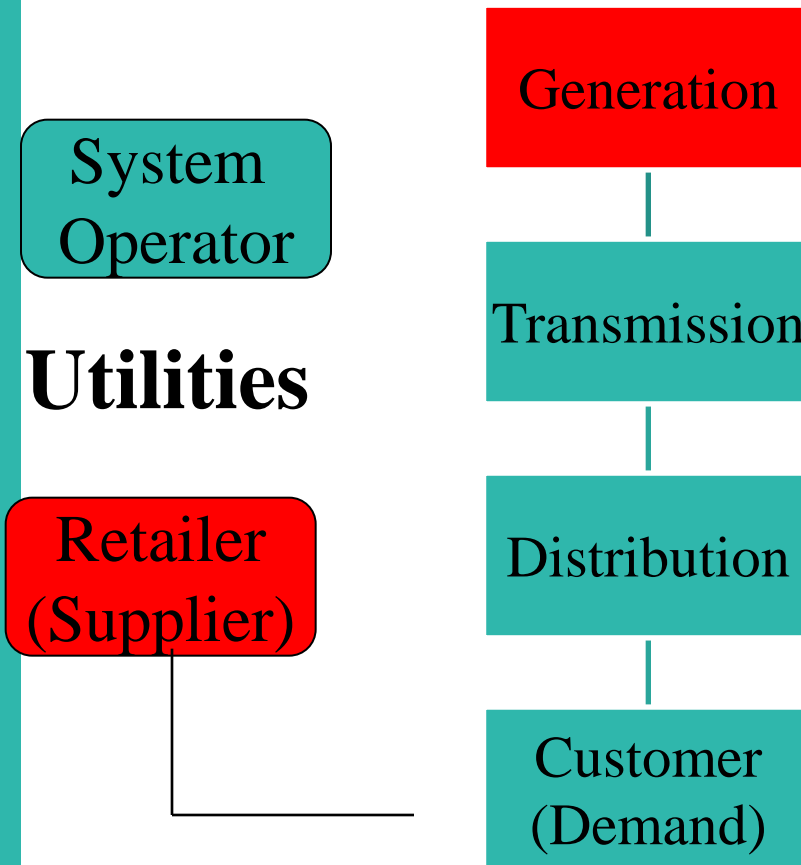 Generation
System
Operator
Transmission
Utilities
Retailer
(Supplier)
Distribution
Customer
(Demand)